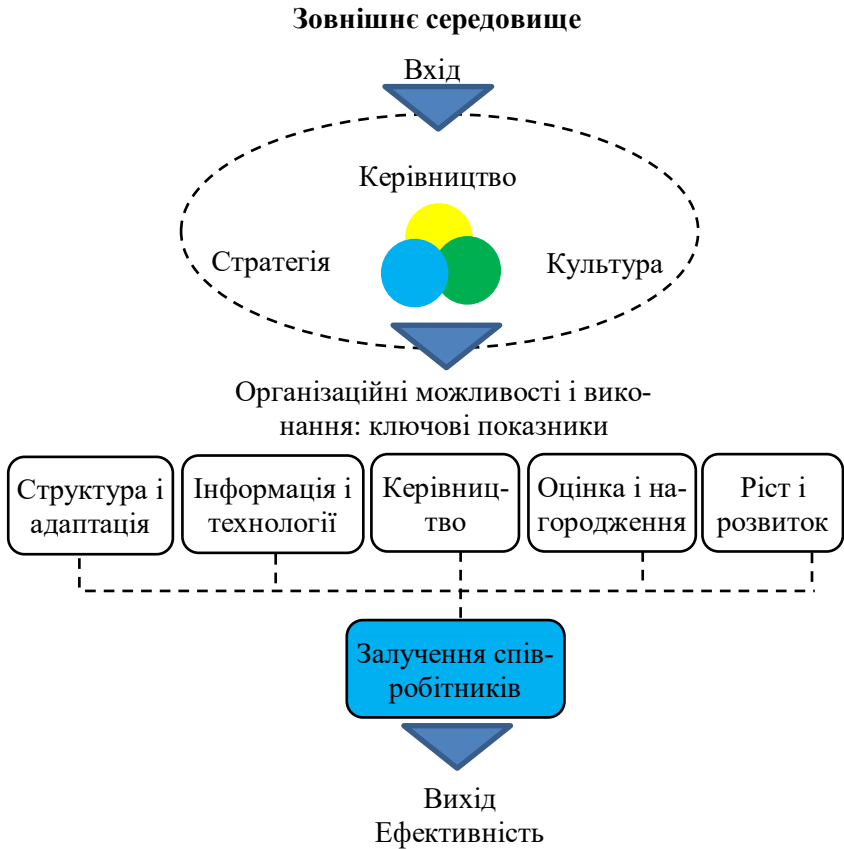 Зовнішнє середовище
Вхід
Керівництво
Стратегія
Культура
Організаційні можливості і вико-
нання: ключові показники
Структура і
адаптація
Інформація і
технології
Керівниц-
тво
Оцінка і на-
городження
Ріст і
розвиток
Залучення спів-
робітників
Вихід
Ефективність